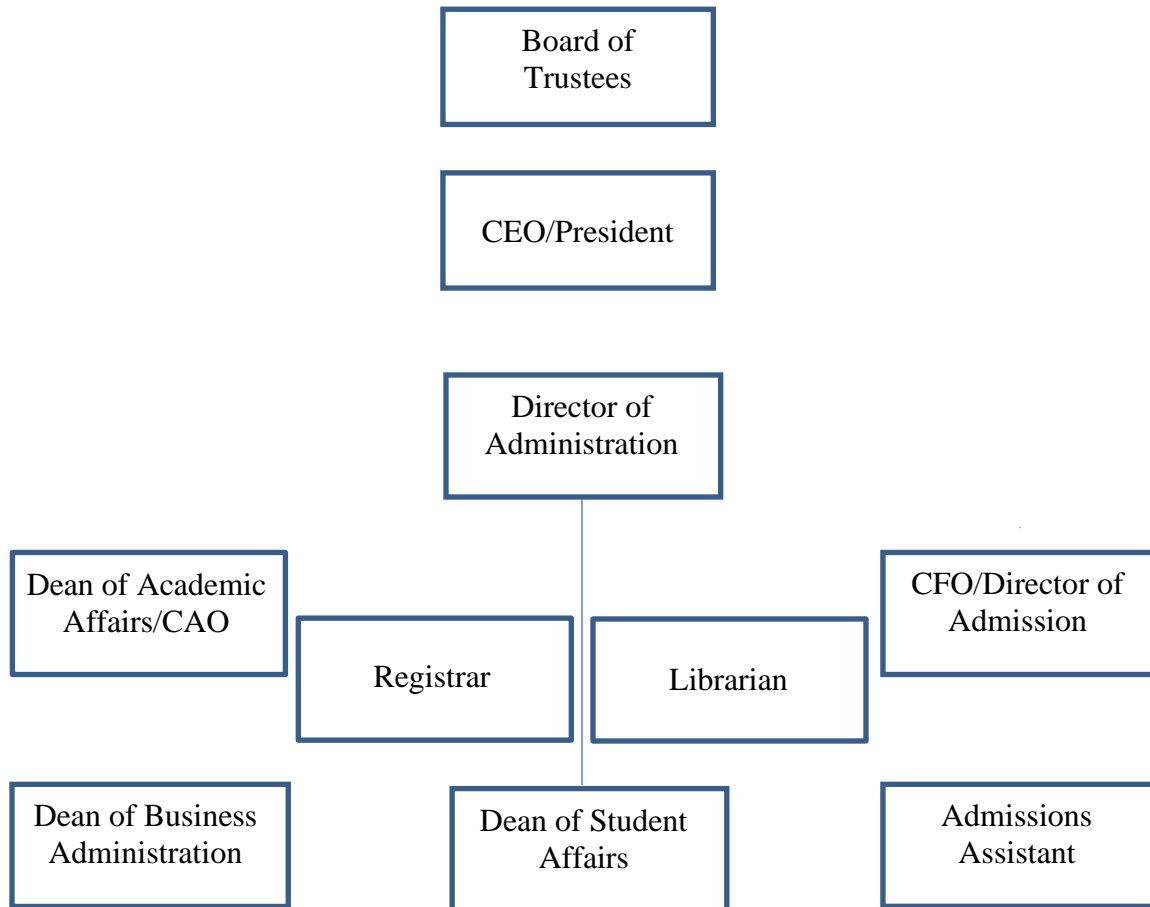 Board of
Trustees
CEO/President
Director of
Administration
Dean of Academic
Affairs/CAO
CFO/Director of
Admission
Registrar
Librarian
Dean of Business
Administration
Dean of Student
Affairs
Admissions
Assistant